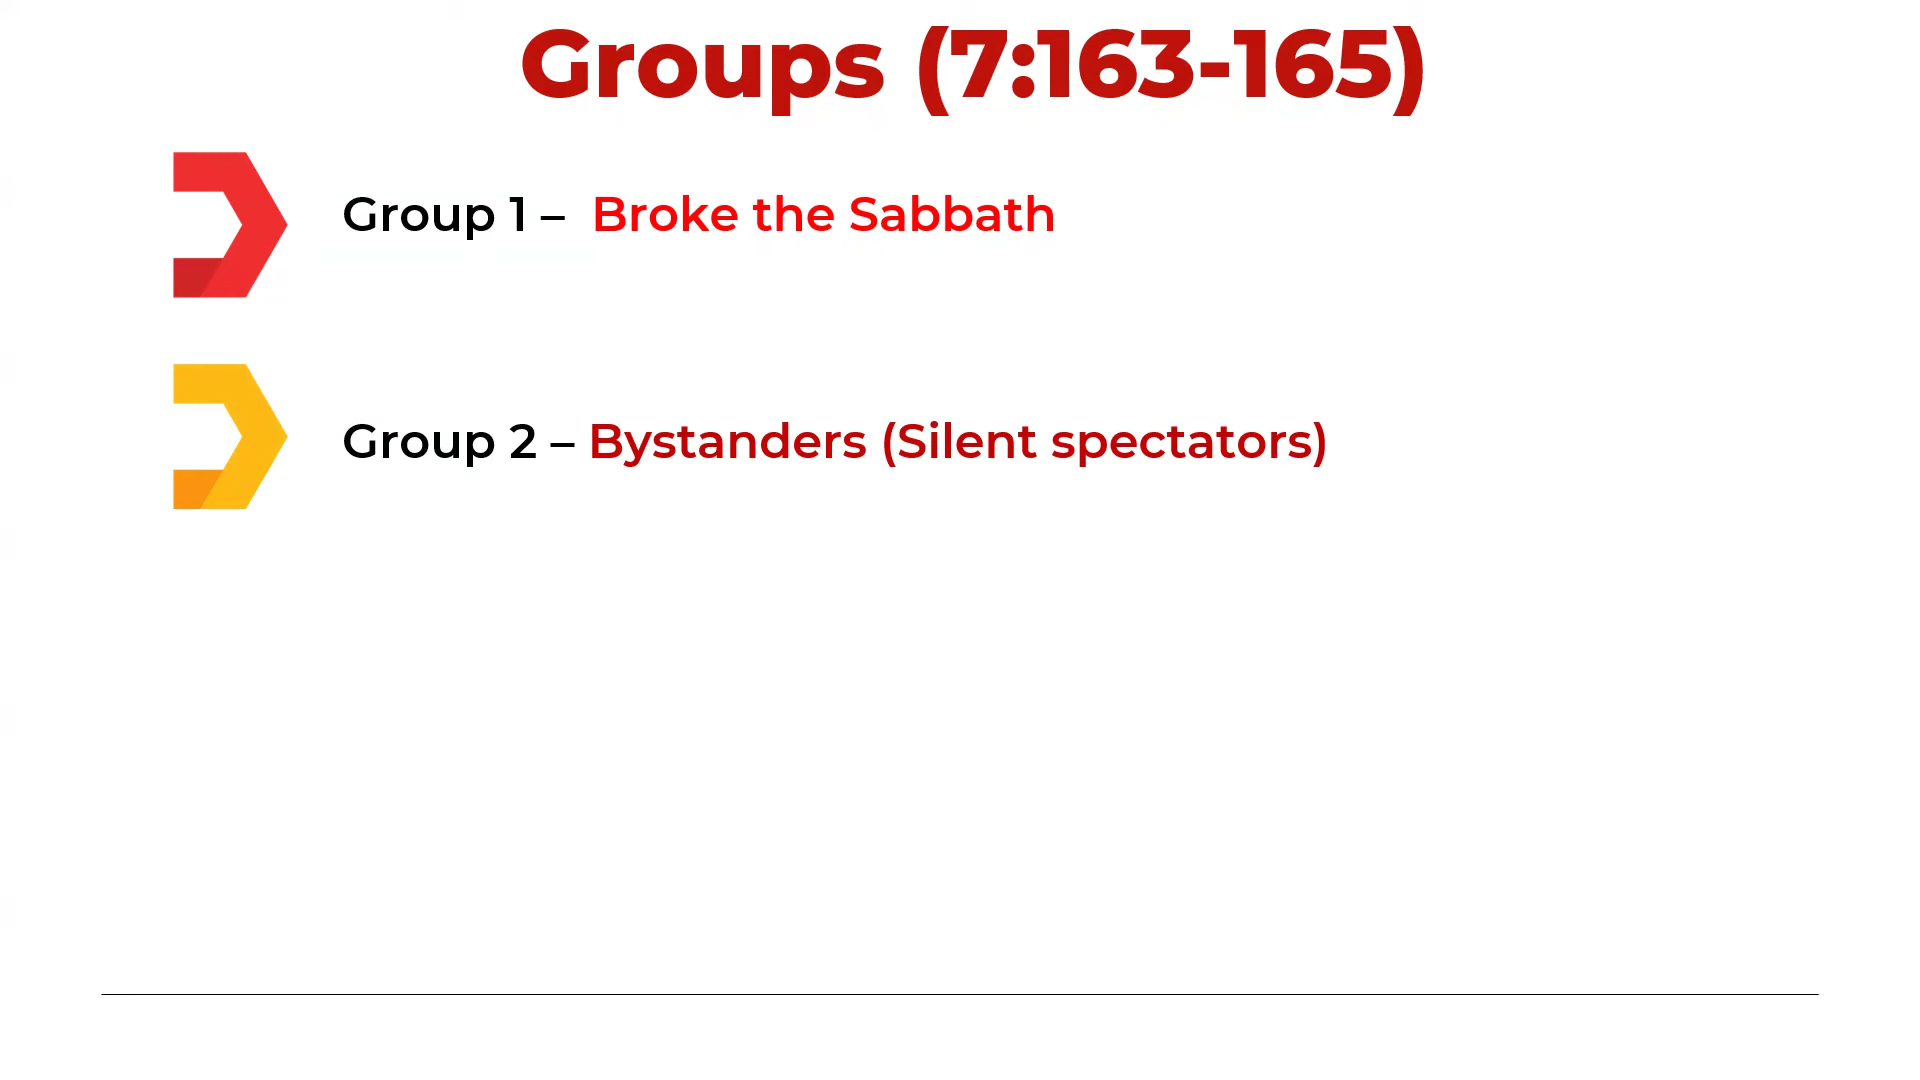 Groups (7:163-165)
Group 1 – Broke the Sabbath
Group 2 – Bystanders (Silent spectators)